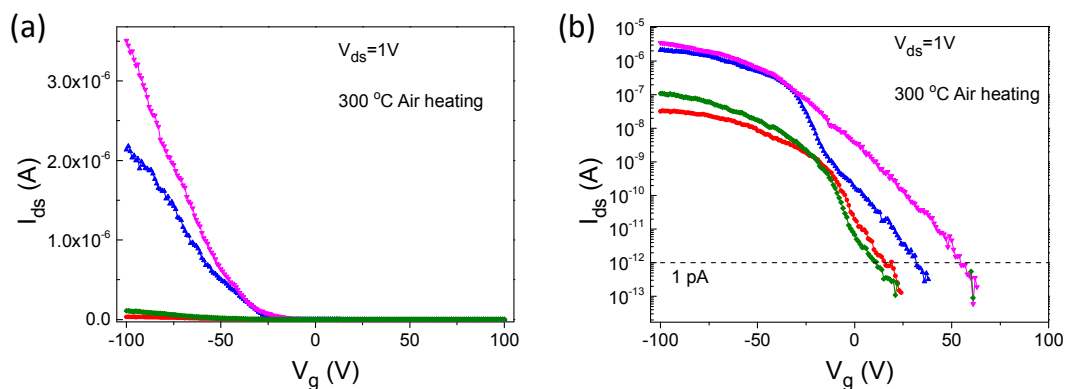 (a)
V_ds=1V
300 °C Air heating
I_ds (A)
3.0x10^-6
2.0x10^-6
1.0x10^-6
0.0
-100 -50 0 50 100
V_g (V)
(b)
V_ds=1V
300 °C Air heating
I_ds (A)
10^-5
10^-6
10^-7
10^-8
10^-9
10^-10
10^-11
10^-12
10^-13
1 pA
-100 -50 0 50 100
V_g (V)